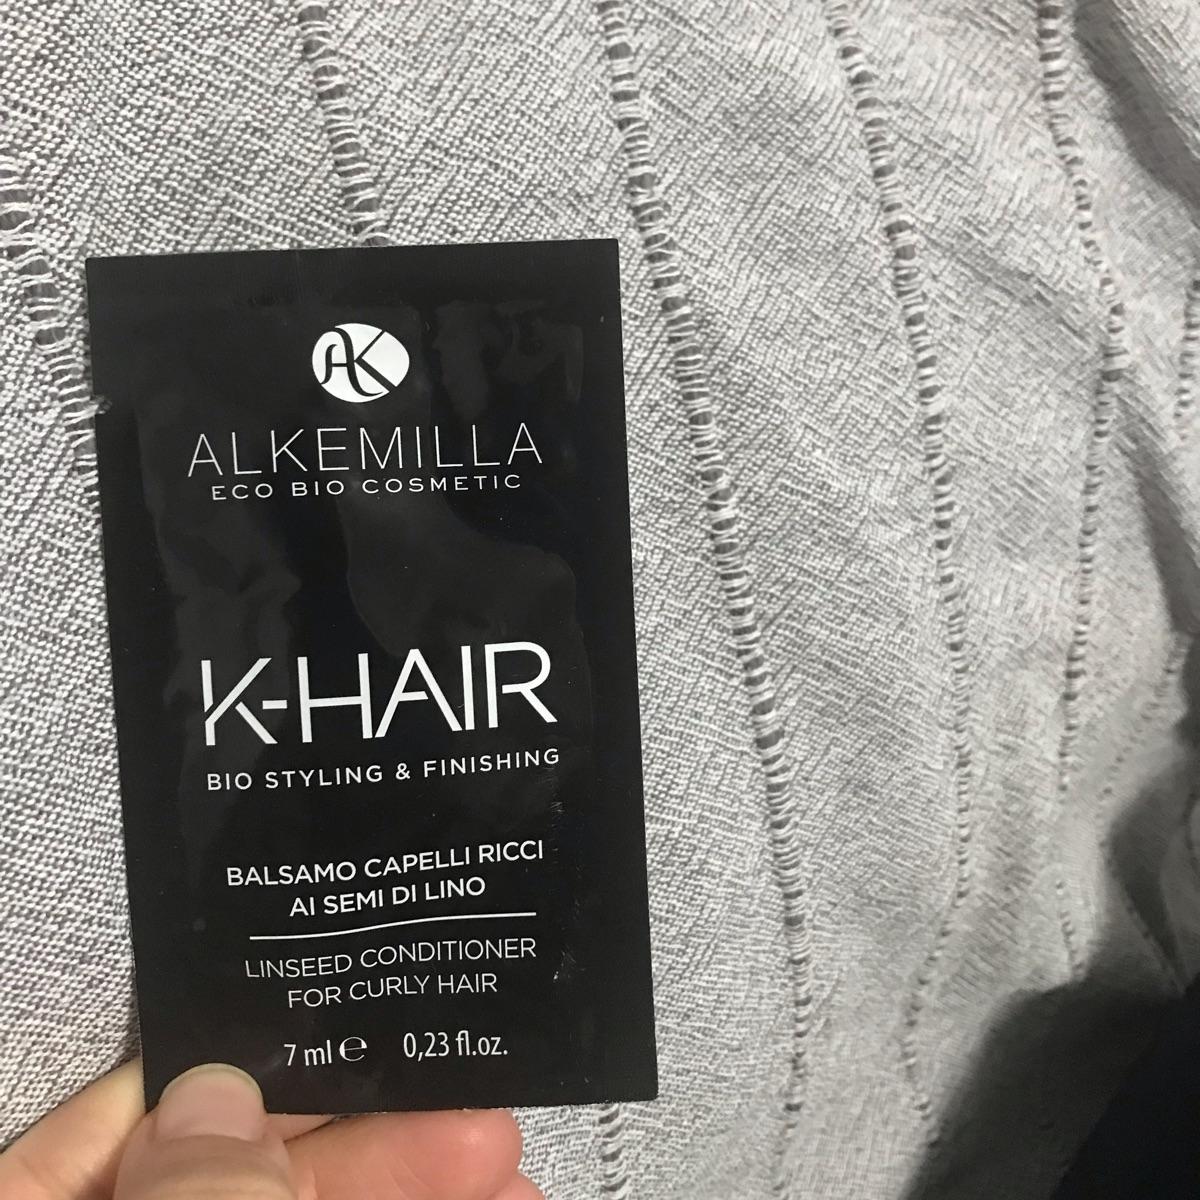 AK
ALKEMILLA
ECO BIO COSMETIC
K-HAIR
BIO STYLING & FINISHING
BALSAMO CAPELLI RICCI
AI SEMI DI LINO
LINSEED CONDITIONER
FOR CURLY HAIR
7 ml ℮ 0,23 fl.oz.